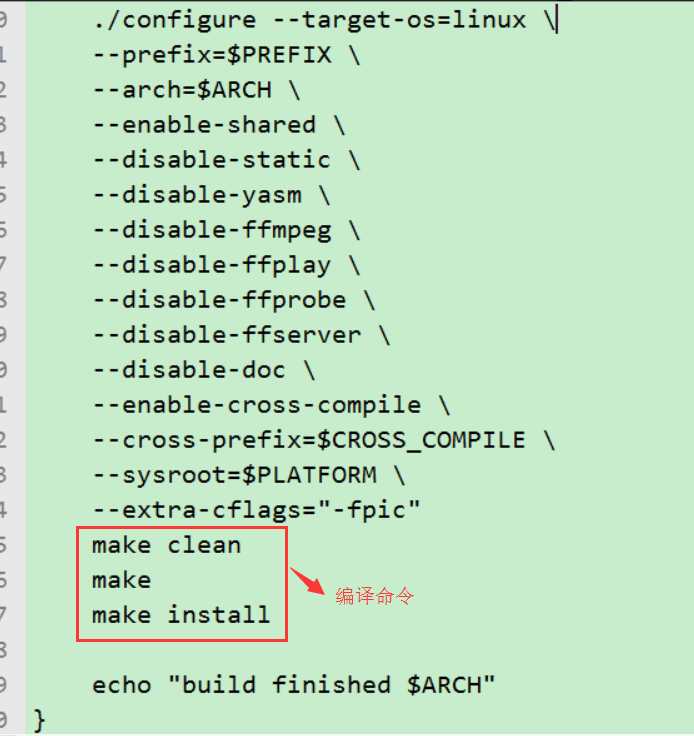 ./configure --target-os=linux \
--prefix=$PREFIX \
--arch=$ARCH \
--enable-shared \
--disable-static \
--disable-yasm \
--disable-ffmpeg \
--disable-ffplay \
--disable-ffprobe \
--disable-ffserver \
--disable-doc \
--enable-cross-compile \
--cross-prefix=$CROSS_COMPILE \
--sysroot=$PLATFORM \
--extra-cflags="-fpic"
make clean
make
编译命令
make install
echo "build finished $ARCH"
}